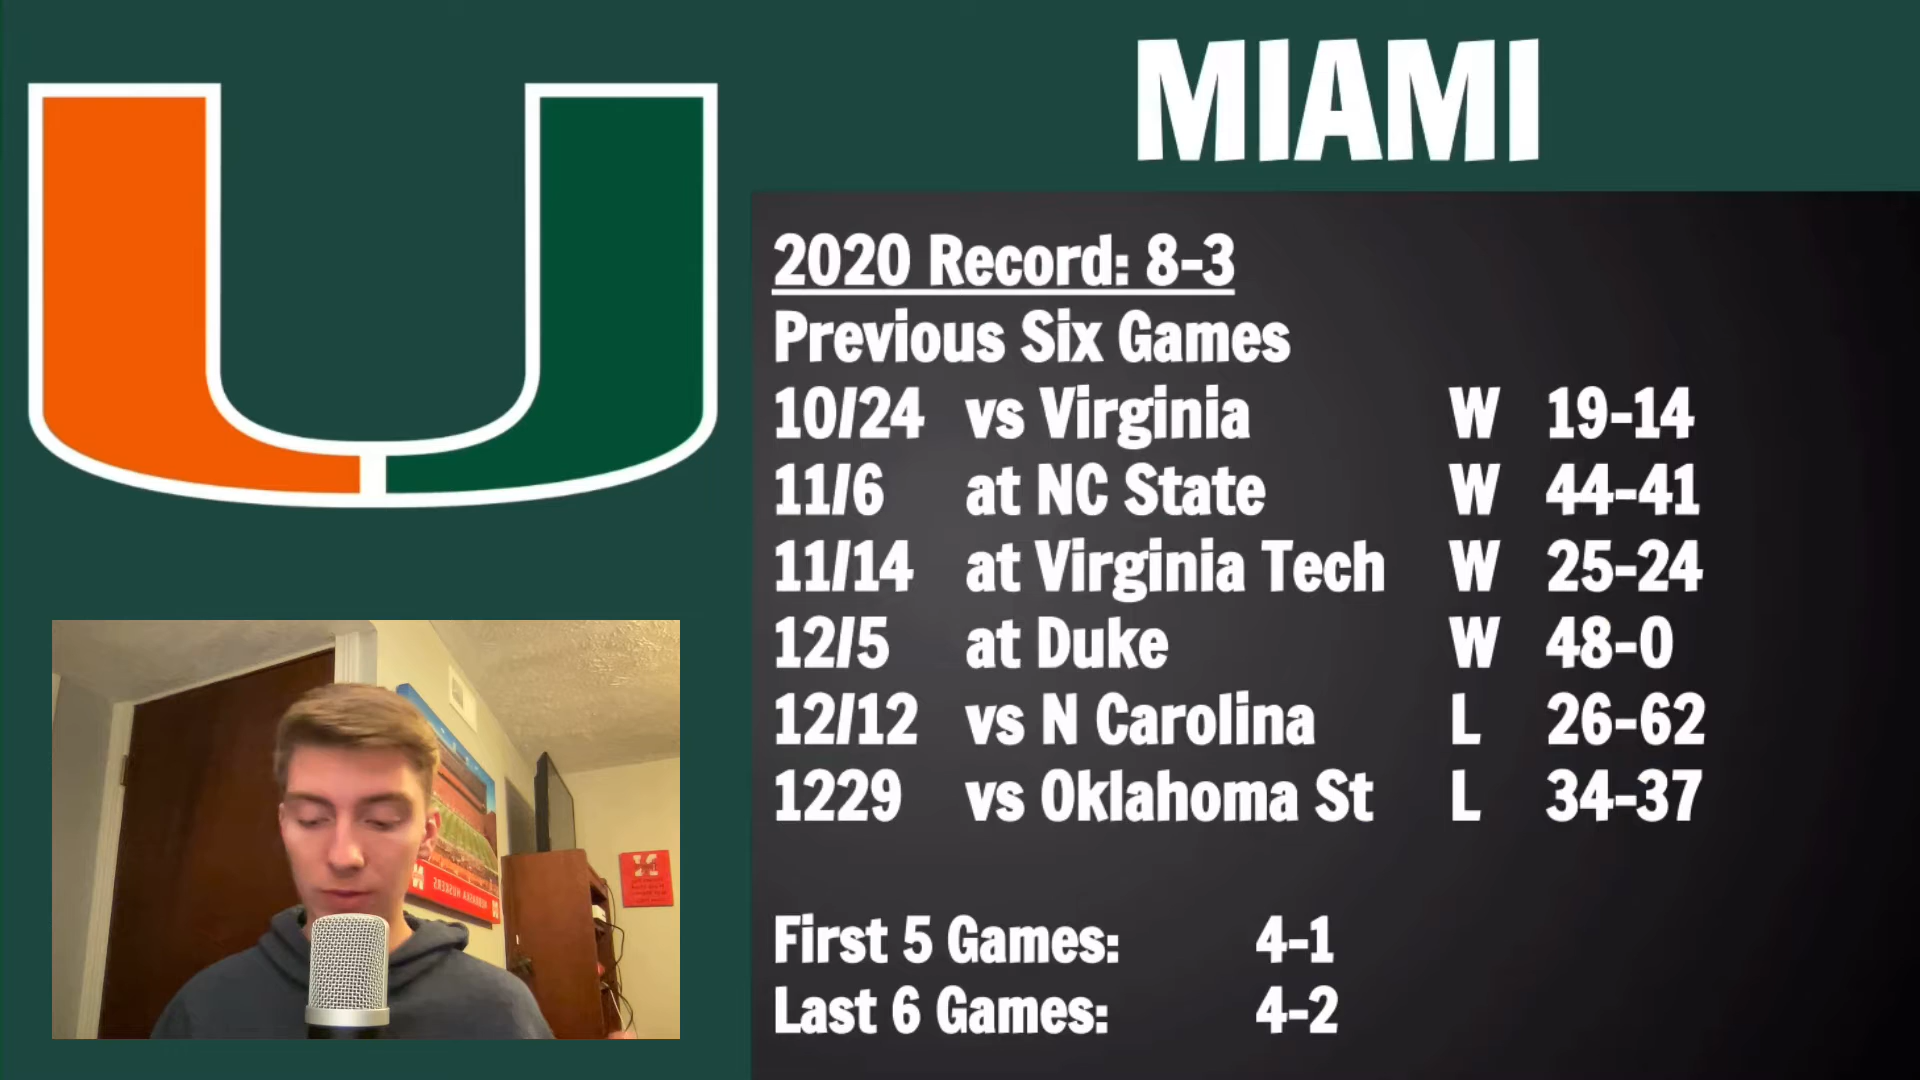 MIAMI
2020 Record: 8-3
Previous Six Games
10/24 vs Virginia W 19-14
11/6 at NC State W 44-41
11/14 at Virginia Tech W 25-24
12/5 at Duke W 48-0
12/12 vs N Carolina L 26-62
1229 vs Oklahoma St L 34-37
First 5 Games: 4-1
Last 6 Games: 4-2
NEBRASKA HUSKERS